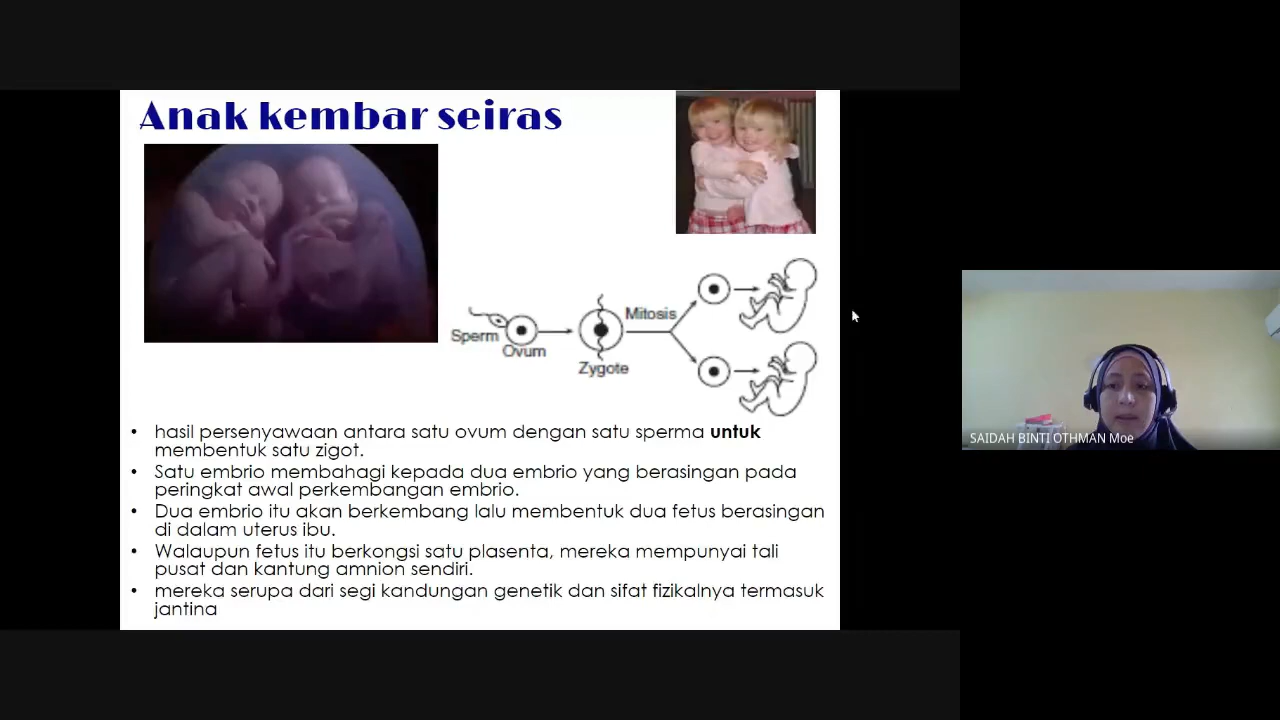 Anak kembar seiras
Sperm
Ovum
Zygote
Mitosis
• hasil persenyawaan antara satu ovum dengan satu sperma untuk
membentuk satu zigot.
• Satu embrio membahagi kepada dua embrio yang berasingan pada
peringkat awal perkembangan embrio.
• Dua embrio itu akan berkembang lalu membentuk dua fetus berasingan
di dalam uterus ibu.
• Walaupun fetus itu berkongsi satu plasenta, mereka mempunyai tali
pusat dan kantung amnion sendiri.
• mereka serupa dari segi kandungan genetik dan sifat fizikalnya termasuk
jantina
SAIDAH BINTI OTHMAN Moe